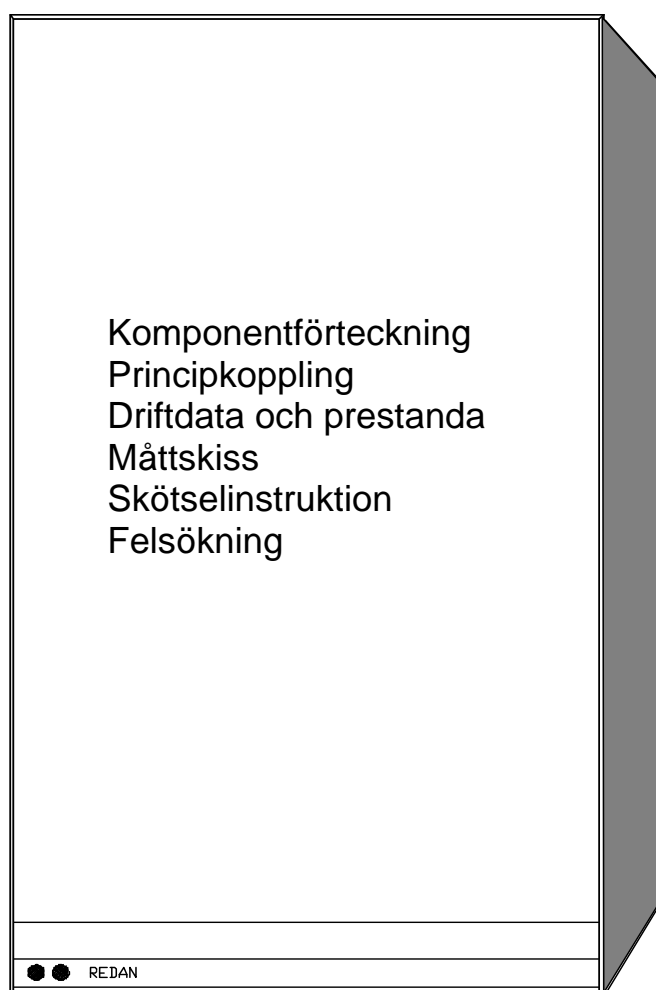 Komponentförteckning
Principkoppling
Driftdata och prestanda
Måttskiss
Skötselinstruktion
Felsökning
REDAN